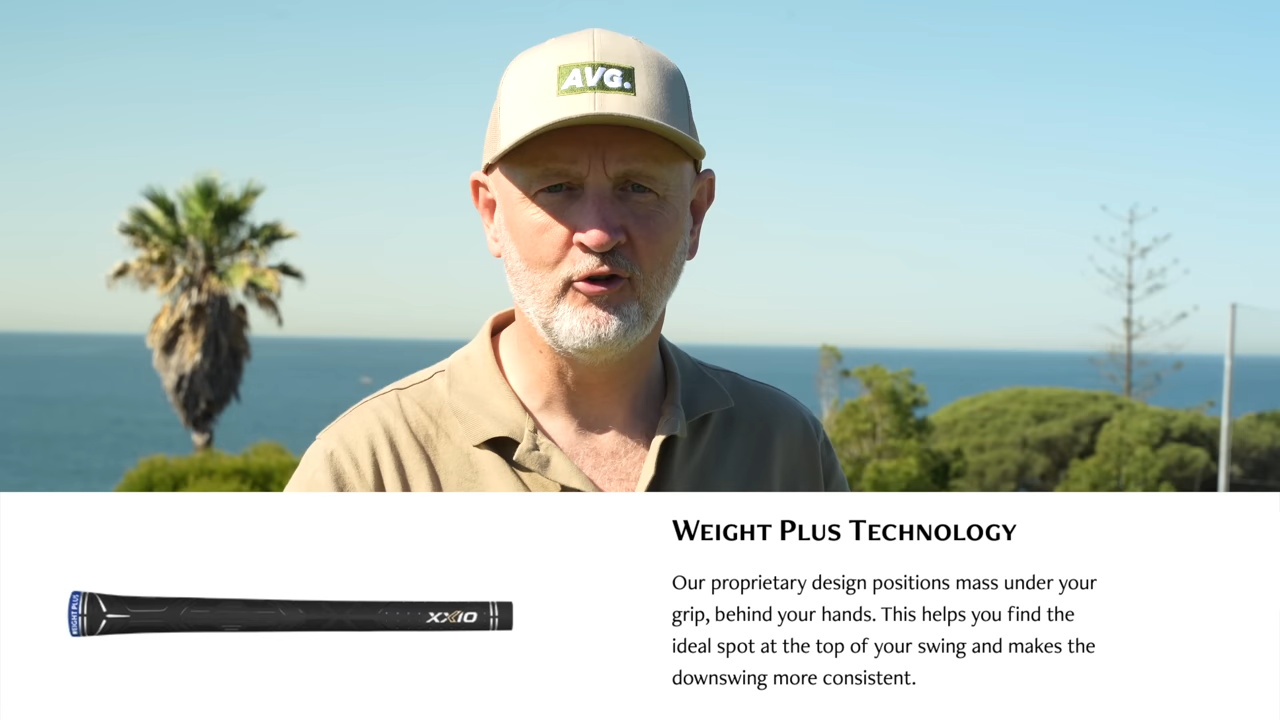 AVG.
WEIGHT PLUS TECHNOLOGY
Our proprietary design positions mass under your
grip, behind your hands. This helps you find the
ideal spot at the top of your swing and makes the
downswing more consistent.
WEIGHT PLUS
XXIO